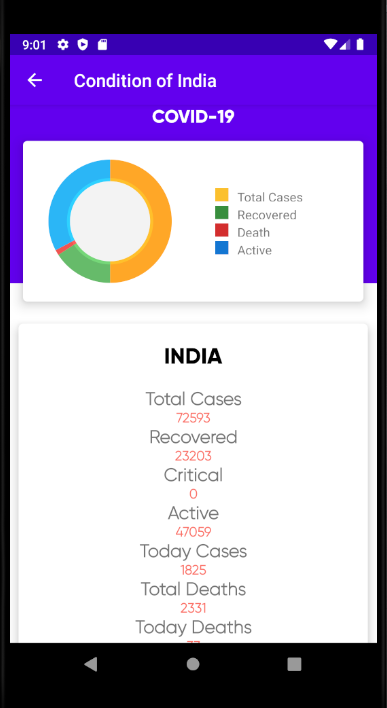 9:01
Condition of India
COVID-19
Total Cases
Recovered
Death
Active
INDIA
Total Cases
72593
Recovered
23203
Critical
0
Active
47059
Today Cases
1825
Total Deaths
2331
Today Deaths